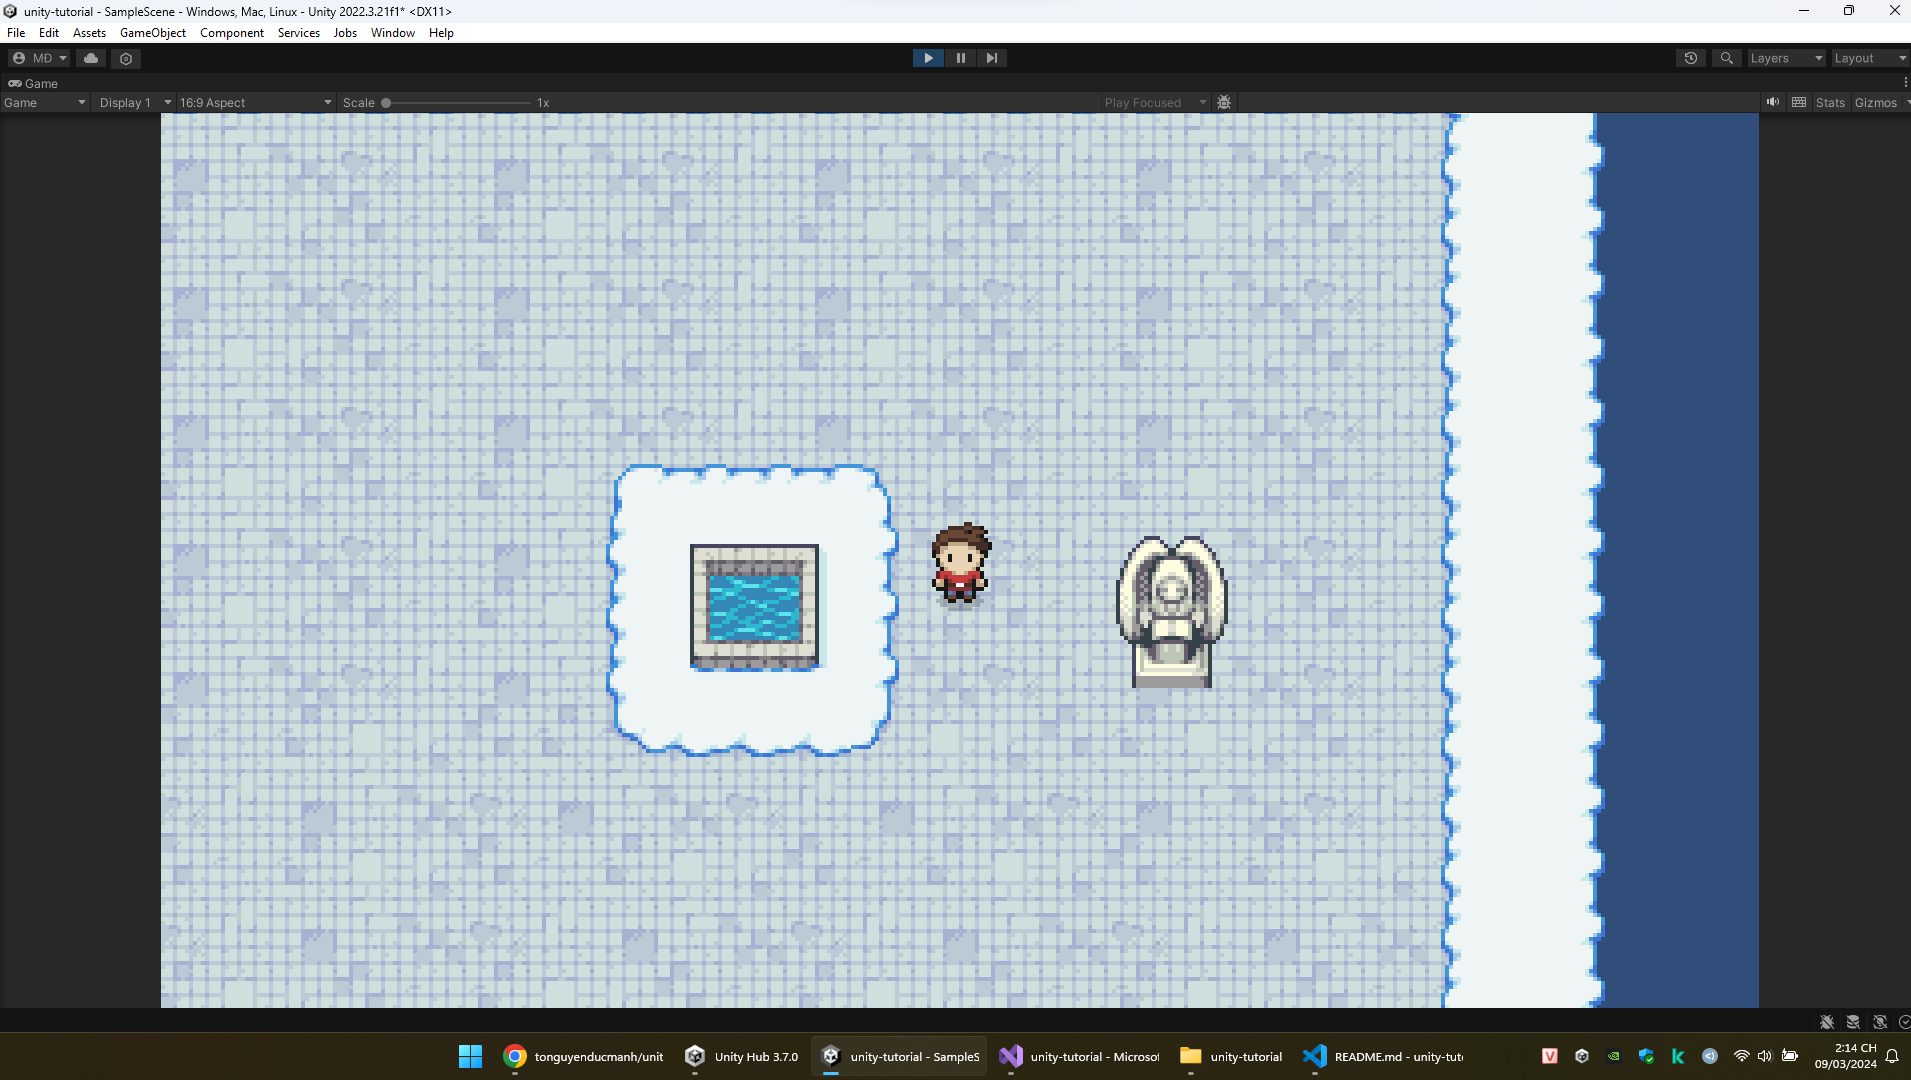 unity-tutorial - SampleScene - Windows, Mac, Linux - Unity 2022.3.21f1* <DX11>
File Edit Assets GameObject Component Services Jobs Window Help
MD Layers Layout
Game
Game Display 1 16:9 Aspect Scale 1x Play Focused Stats Gizmos
tonguyenducmanh/unit Unity Hub 3.7.0 unity-tutorial - SampleS unity-tutorial - Microsof unity-tutorial README.md - unity-tut
2:14 CH
09/03/2024